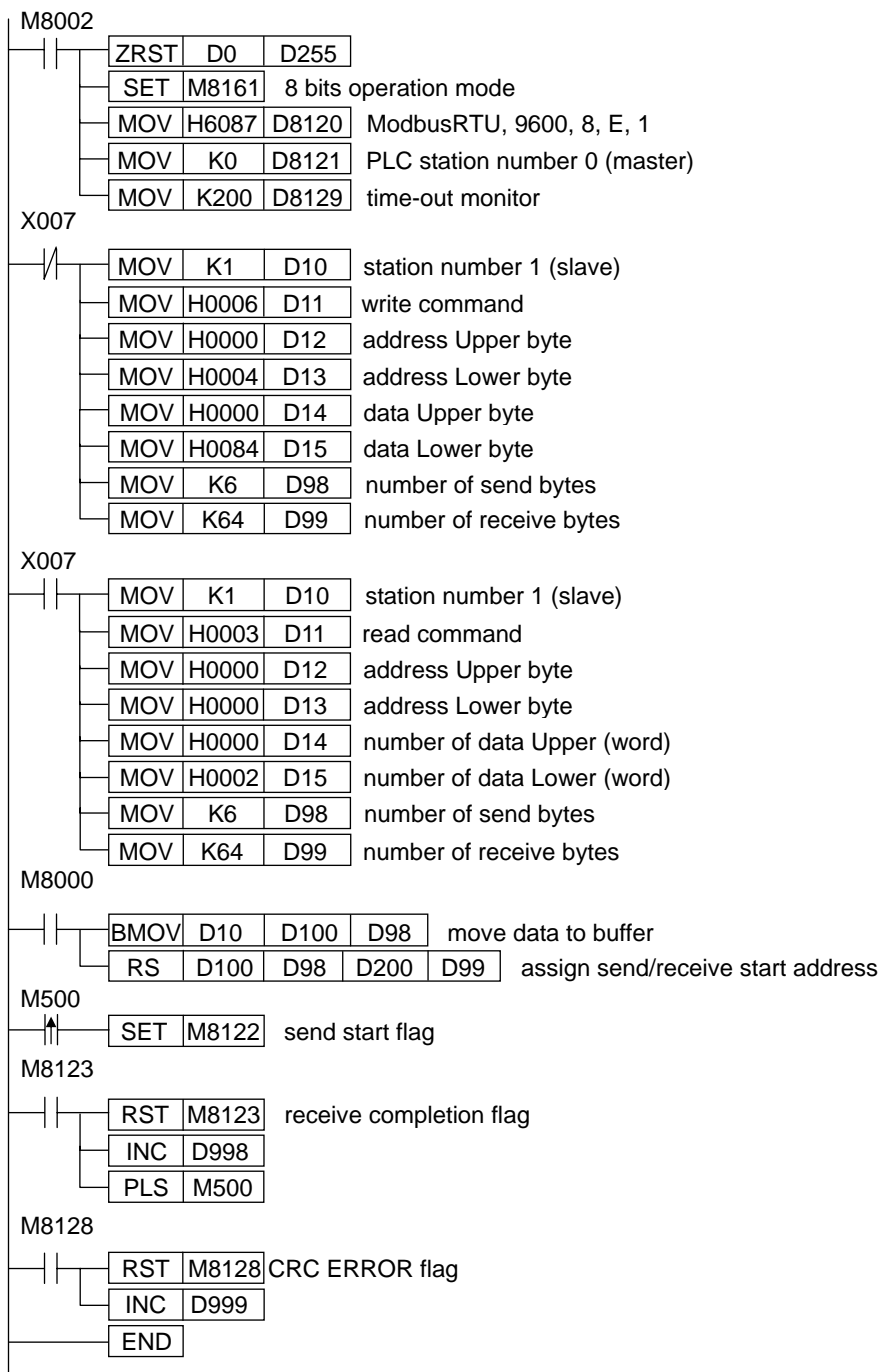 M8002
ZRST D0 D255
SET M8161 8 bits operation mode
MOV H6087 D8120 ModbusRTU, 9600, 8, E, 1
MOV K0 D8121 PLC station number 0 (master)
MOV K200 D8129 time-out monitor
X007
MOV K1 D10 station number 1 (slave)
MOV H0006 D11 write command
MOV H0000 D12 address Upper byte
MOV H0004 D13 address Lower byte
MOV H0000 D14 data Upper byte
MOV H0084 D15 data Lower byte
MOV K6 D98 number of send bytes
MOV K64 D99 number of receive bytes
X007
MOV K1 D10 station number 1 (slave)
MOV H0003 D11 read command
MOV H0000 D12 address Upper byte
MOV H0000 D13 address Lower byte
MOV H0000 D14 number of data Upper (word)
MOV H0002 D15 number of data Lower (word)
MOV K6 D98 number of send bytes
MOV K64 D99 number of receive bytes
M8000
BMOV D10 D100 D98 move data to buffer
RS D100 D98 D200 D99 assign send/receive start address
M500
SET M8122 send start flag
M8123
RST M8123 receive completion flag
INC D998
PLS M500
M8128
RST M8128 CRC ERROR flag
INC D999
END